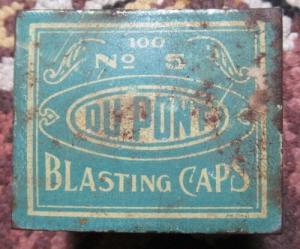 100
No 5
DU PONT
BLASTING CAPS